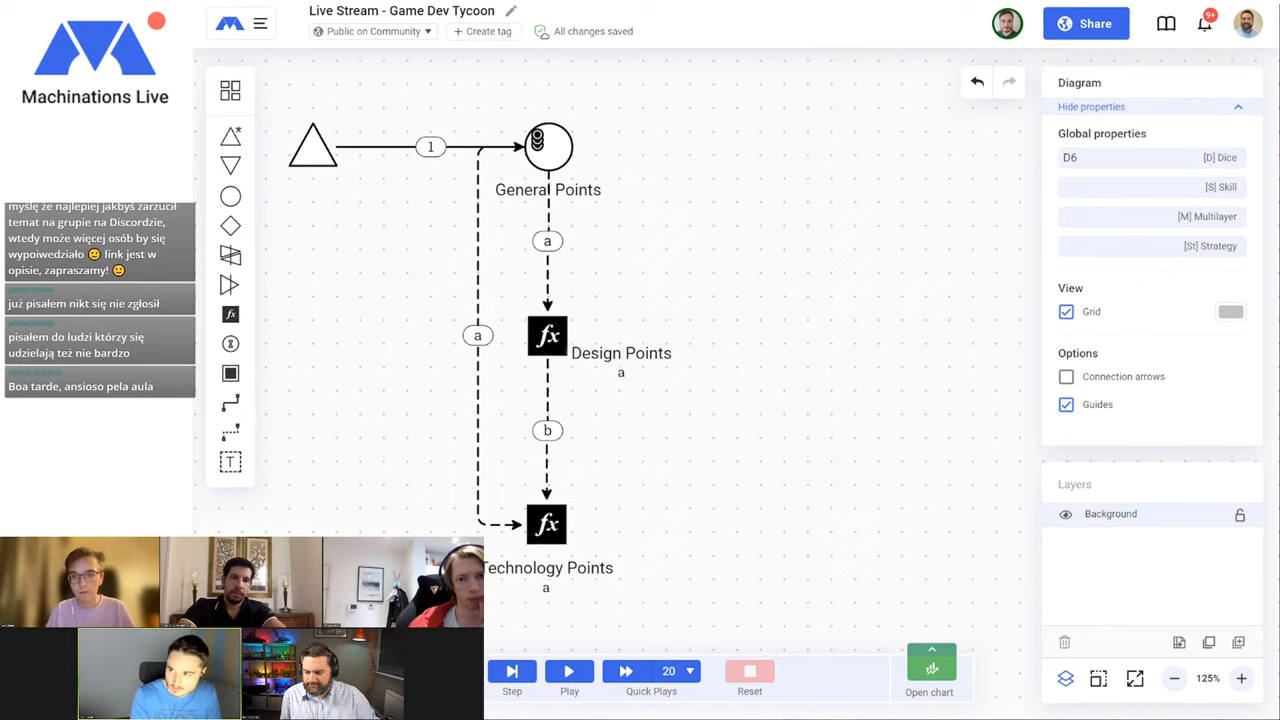 Machinations Live
myślę że najlepiej jakbyś zarzucił
temat na grupie na Discordzie,
wtedy może więcej osób by się
wypoiwedziało 🙂 link jest w
opisie, zapraszamy! 🙂
już pisałem nikt się nie zgłosił
pisałem do ludzi którzy się
udzielają też nie bardzo
Boa tarde, ansioso pela aula
Live Stream - Game Dev Tycoon
Public on Community
+ Create tag
All changes saved
Share
9+
1
General Points
a
a
fx
Design Points
a
b
fx
Technology Points
a
fx
T
Diagram
Hide properties
Global properties
D6 [D] Dice
[S] Skill
[M] Multilayer
[St] Strategy
View
Grid
Options
Connection arrows
Guides
Layers
Background
Step
Play
20
Quick Plays
Reset
Open chart
125%